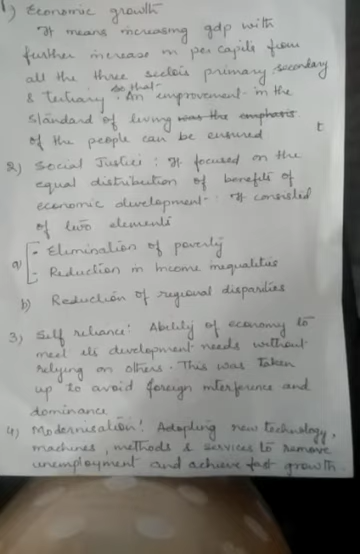 1) Economic growth
It means increasing gdp with
further increase in per capita from
all the three sectors primary, secondary
& Tertiary. so that An improvement in the
standard of living was the emphasis
of the people can be ensured t
2) Social Justice : It focused on the
equal distribution of benefits of
economic development : It consisted
of two elements
a) - Elimination of poverty
- Reduction in Income inequalities
b) Reduction of regional disparities
3) Self reliance : Ability of economy to
meet its development needs without
relying on others. This was taken
up to avoid foreign interference and
dominance
4) Modernisation : Adopting new technology,
machines, methods & services to remove
unemployment and achieve fast growth.